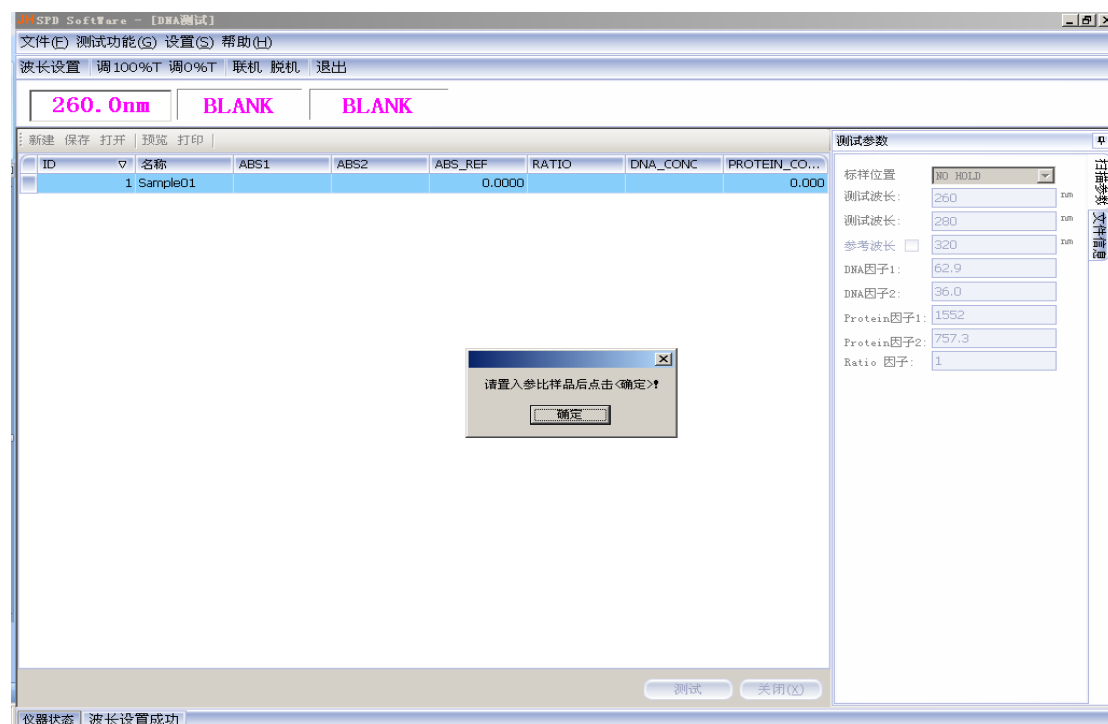 JHSPD SoftWare - [DNA测试]
文件(F) 测试功能(G) 设置(S) 帮助(H)
波长设置 调100%T 调0%T 联机 脱机 退出
260.0nm BLANK BLANK
新建 保存 打开 预览 打印
测试参数
ID 名称 ABS1 ABS2 ABS_REF RATIO DNA_CONC PROTEIN_CO...
1 Sample01 0.0000 0.000
标样位置 NO HOLD
测试波长: 260 nm
测试波长: 280 nm
参考波长 320 nm
DNA因子1: 62.9
DNA因子2: 36.0
Protein因子1: 1552
Protein因子2: 757.3
Ratio 因子: 1
扫描参数
文件信息
请置入参比样品后点击<确定>!
确定
测试 关闭(X)
仪器状态 波长设置成功